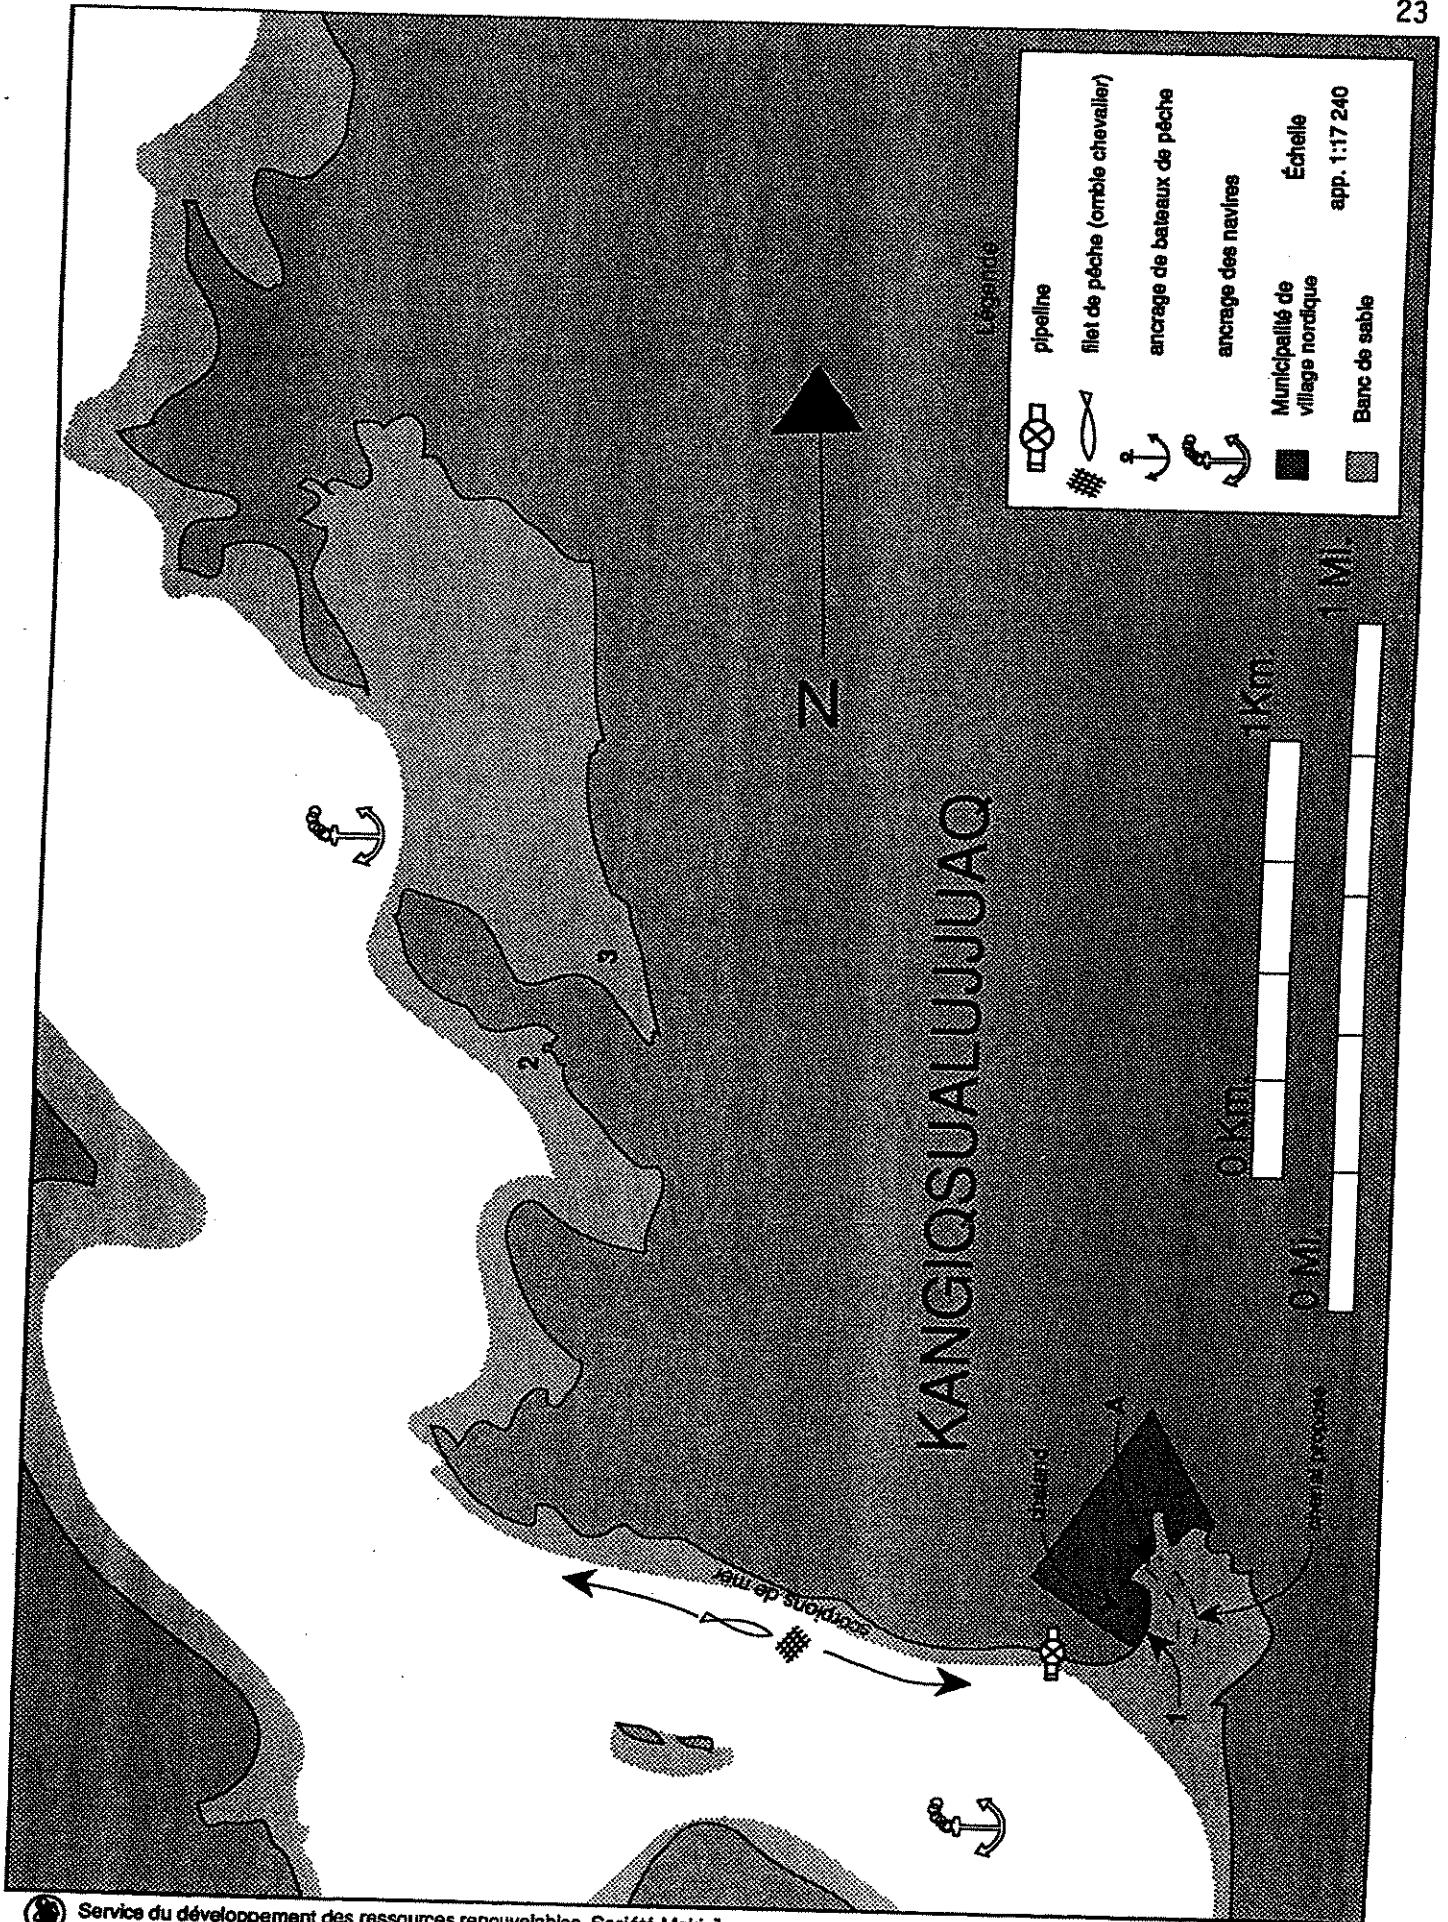 23
Légende
pipeline
filet de pêche (omble chevalier)
ancrage de bateaux de pêche
ancrage des navires
Municipalité de
village nordique
Banc de sable
Échelle
app. 1:17 240
N
KANGIQSUALUJJUAQ
0 Km.
1Km.
0 Mi.
1 Mi.
3
2
scorpions de mer
chaland
A
1
Service du développement des ressources renouvelables, Société